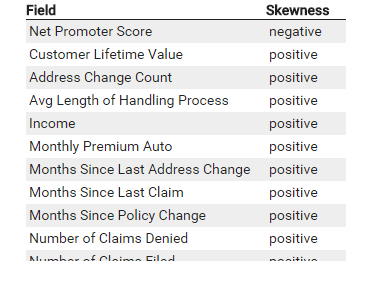 Field Skewness
Net Promoter Score negative
Customer Lifetime Value positive
Address Change Count positive
Avg Length of Handling Process positive
Income positive
Monthly Premium Auto positive
Months Since Last Address Change positive
Months Since Last Claim positive
Months Since Policy Change positive
Number of Claims Denied positive
Number of Claims Filed positive